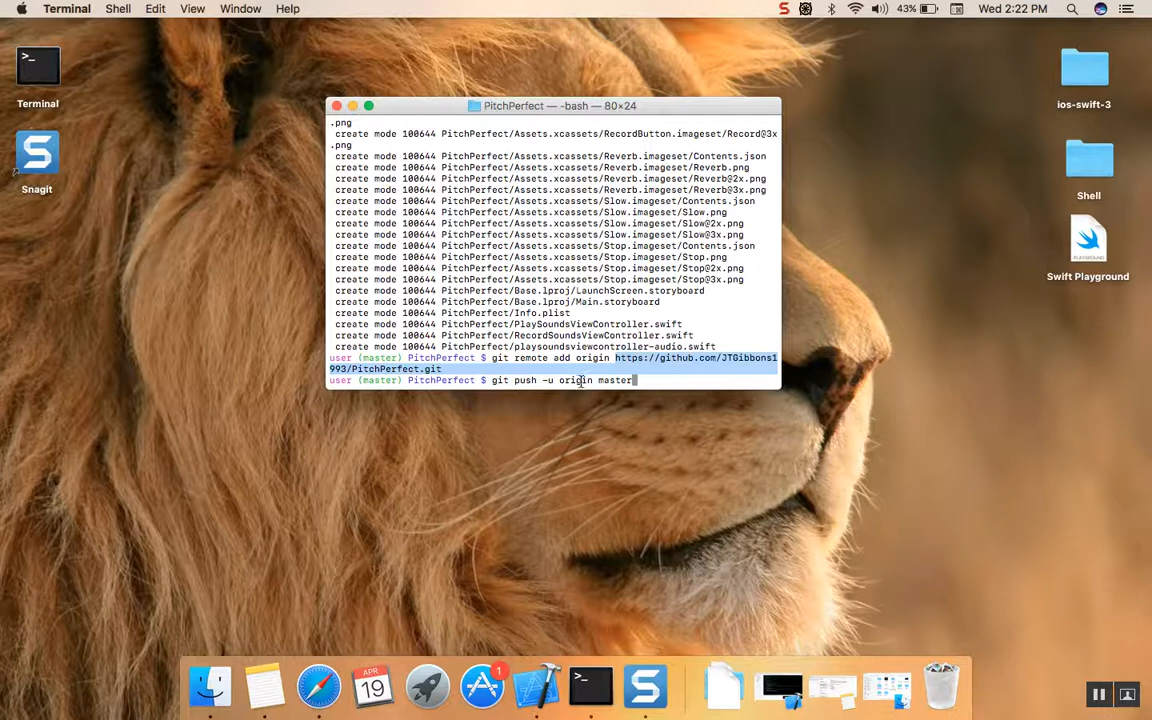 Terminal Shell Edit View Window Help
43% Wed 2:22 PM
>_
Terminal
S
Snagit
ios-swift-3
Shell
PLAYGROUND
Swift Playground
PitchPerfect — -bash — 80×24
.png
create mode 100644 PitchPerfect/Assets.xcassets/RecordButton.imageset/Record@3x
.png
create mode 100644 PitchPerfect/Assets.xcassets/Reverb.imageset/Contents.json
create mode 100644 PitchPerfect/Assets.xcassets/Reverb.imageset/Reverb.png
create mode 100644 PitchPerfect/Assets.xcassets/Reverb.imageset/Reverb@2x.png
create mode 100644 PitchPerfect/Assets.xcassets/Reverb.imageset/Reverb@3x.png
create mode 100644 PitchPerfect/Assets.xcassets/Slow.imageset/Contents.json
create mode 100644 PitchPerfect/Assets.xcassets/Slow.imageset/Slow.png
create mode 100644 PitchPerfect/Assets.xcassets/Slow.imageset/Slow@2x.png
create mode 100644 PitchPerfect/Assets.xcassets/Slow.imageset/Slow@3x.png
create mode 100644 PitchPerfect/Assets.xcassets/Stop.imageset/Contents.json
create mode 100644 PitchPerfect/Assets.xcassets/Stop.imageset/Stop.png
create mode 100644 PitchPerfect/Assets.xcassets/Stop.imageset/Stop@2x.png
create mode 100644 PitchPerfect/Assets.xcassets/Stop.imageset/Stop@3x.png
create mode 100644 PitchPerfect/Base.lproj/LaunchScreen.storyboard
create mode 100644 PitchPerfect/Base.lproj/Main.storyboard
create mode 100644 PitchPerfect/Info.plist
create mode 100644 PitchPerfect/PlaySoundsViewController.swift
create mode 100644 PitchPerfect/RecordSoundsViewController.swift
create mode 100644 PitchPerfect/playsoundsviewcontroller-audio.swift
user (master) PitchPerfect $ git remote add origin https://github.com/JTGibbons1
993/PitchPerfect.git
user (master) PitchPerfect $ git push -u origin master
APR
19
1
>_
S